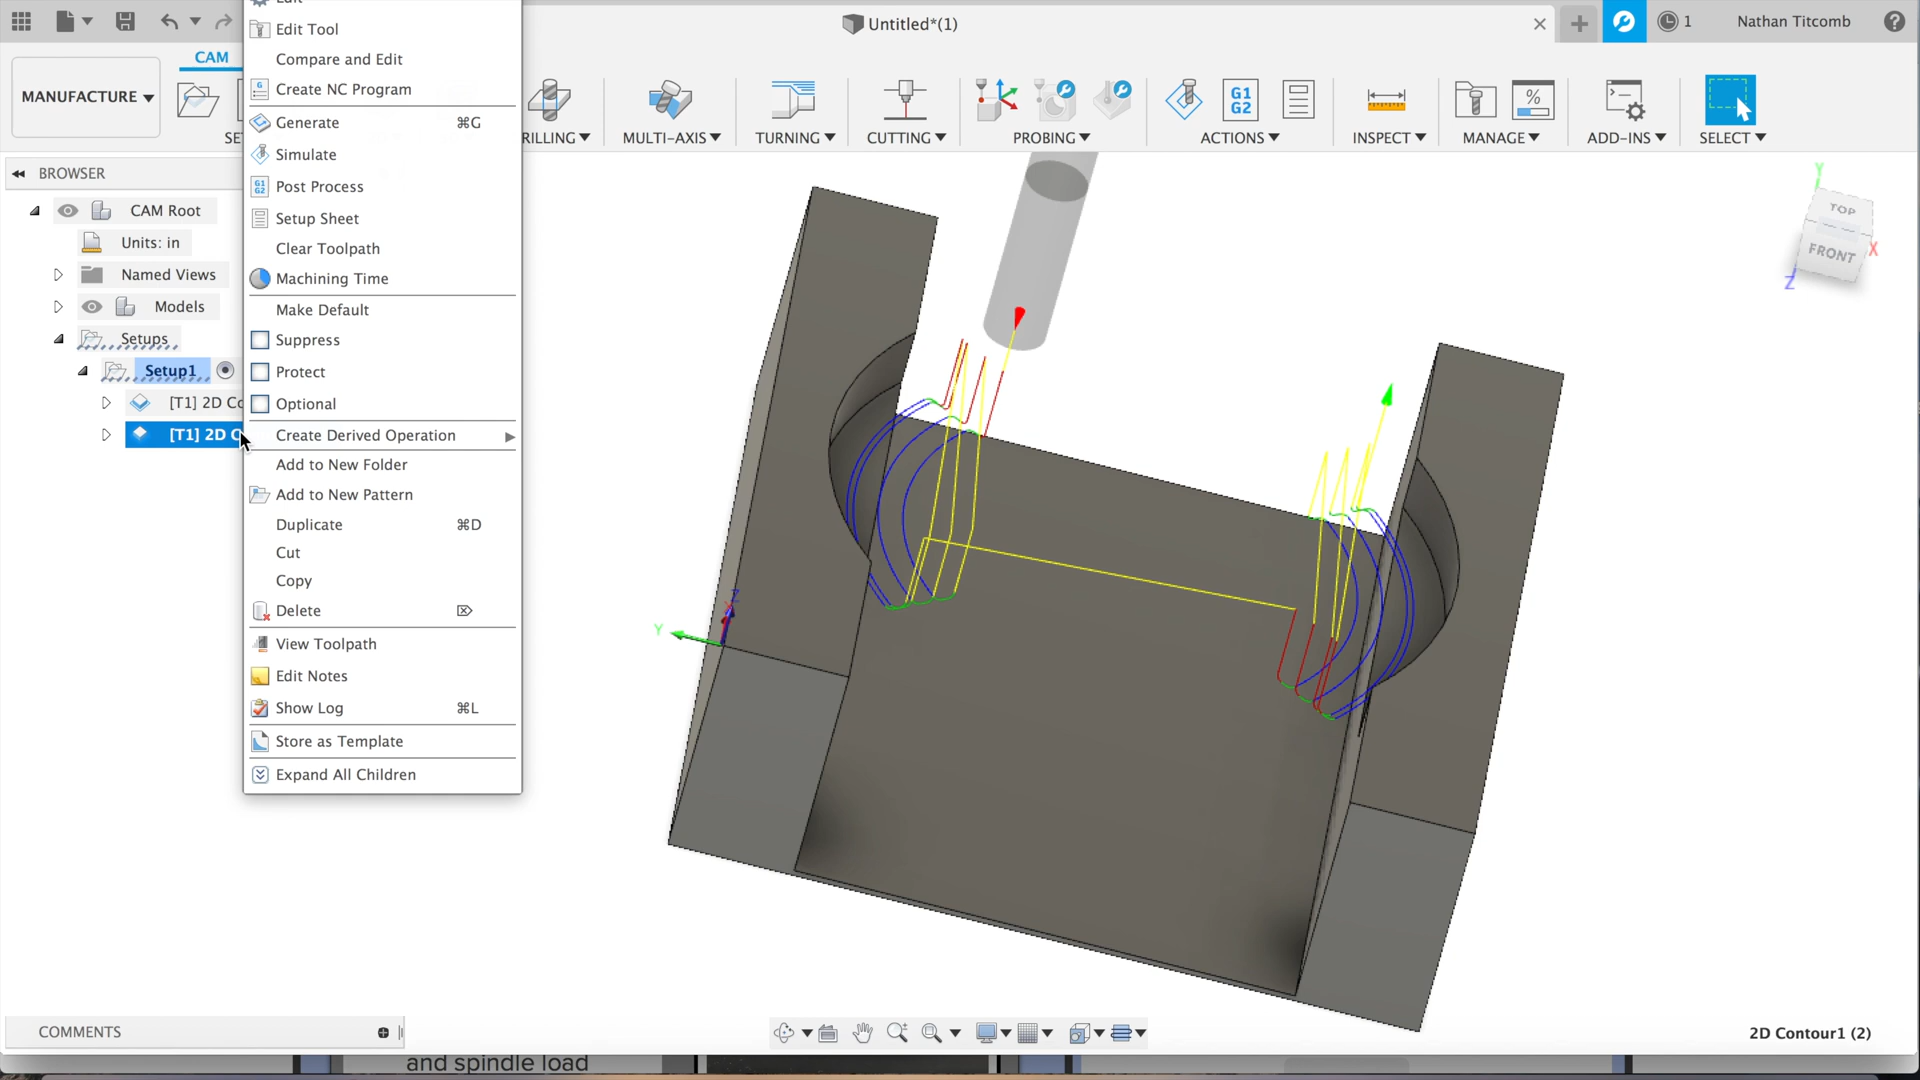 Untitled*(1)
1
Nathan Titcomb
CAM
MANUFACTURE
G1
G2
%
RILLING
MULTI-AXIS
TURNING
CUTTING
PROBING
ACTIONS
INSPECT
MANAGE
ADD-INS
SELECT
BROWSER
CAM Root
Units: in
Named Views
Models
Setups
Setup1
[T1] 2D Co
[T1] 2D C
Edit Tool
Compare and Edit
Create NC Program
Generate ⌘G
Simulate
Post Process
Setup Sheet
Clear Toolpath
Machining Time
Make Default
Suppress
Protect
Optional
Create Derived Operation
Add to New Folder
Add to New Pattern
Duplicate ⌘D
Cut
Copy
Delete
View Toolpath
Edit Notes
Show Log ⌘L
Store as Template
Expand All Children
Y
TOP
FRONT
X
Z
Z
Y
COMMENTS
2D Contour1 (2)
and spindle load